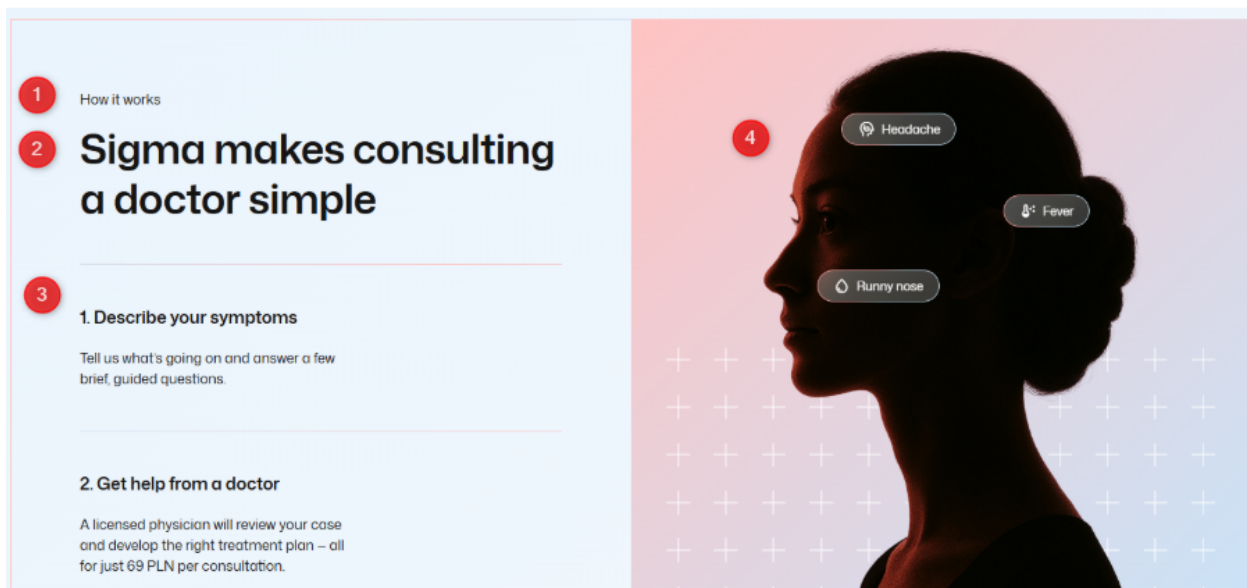 1
How it works
2
Sigma makes consulting
a doctor simple
3
1. Describe your symptoms
Tell us what's going on and answer a few
brief, guided questions.
2. Get help from a doctor
A licensed physician will review your case
and develop the right treatment plan – all
for just 69 PLN per consultation.
4
Headache
Fever
Runny nose